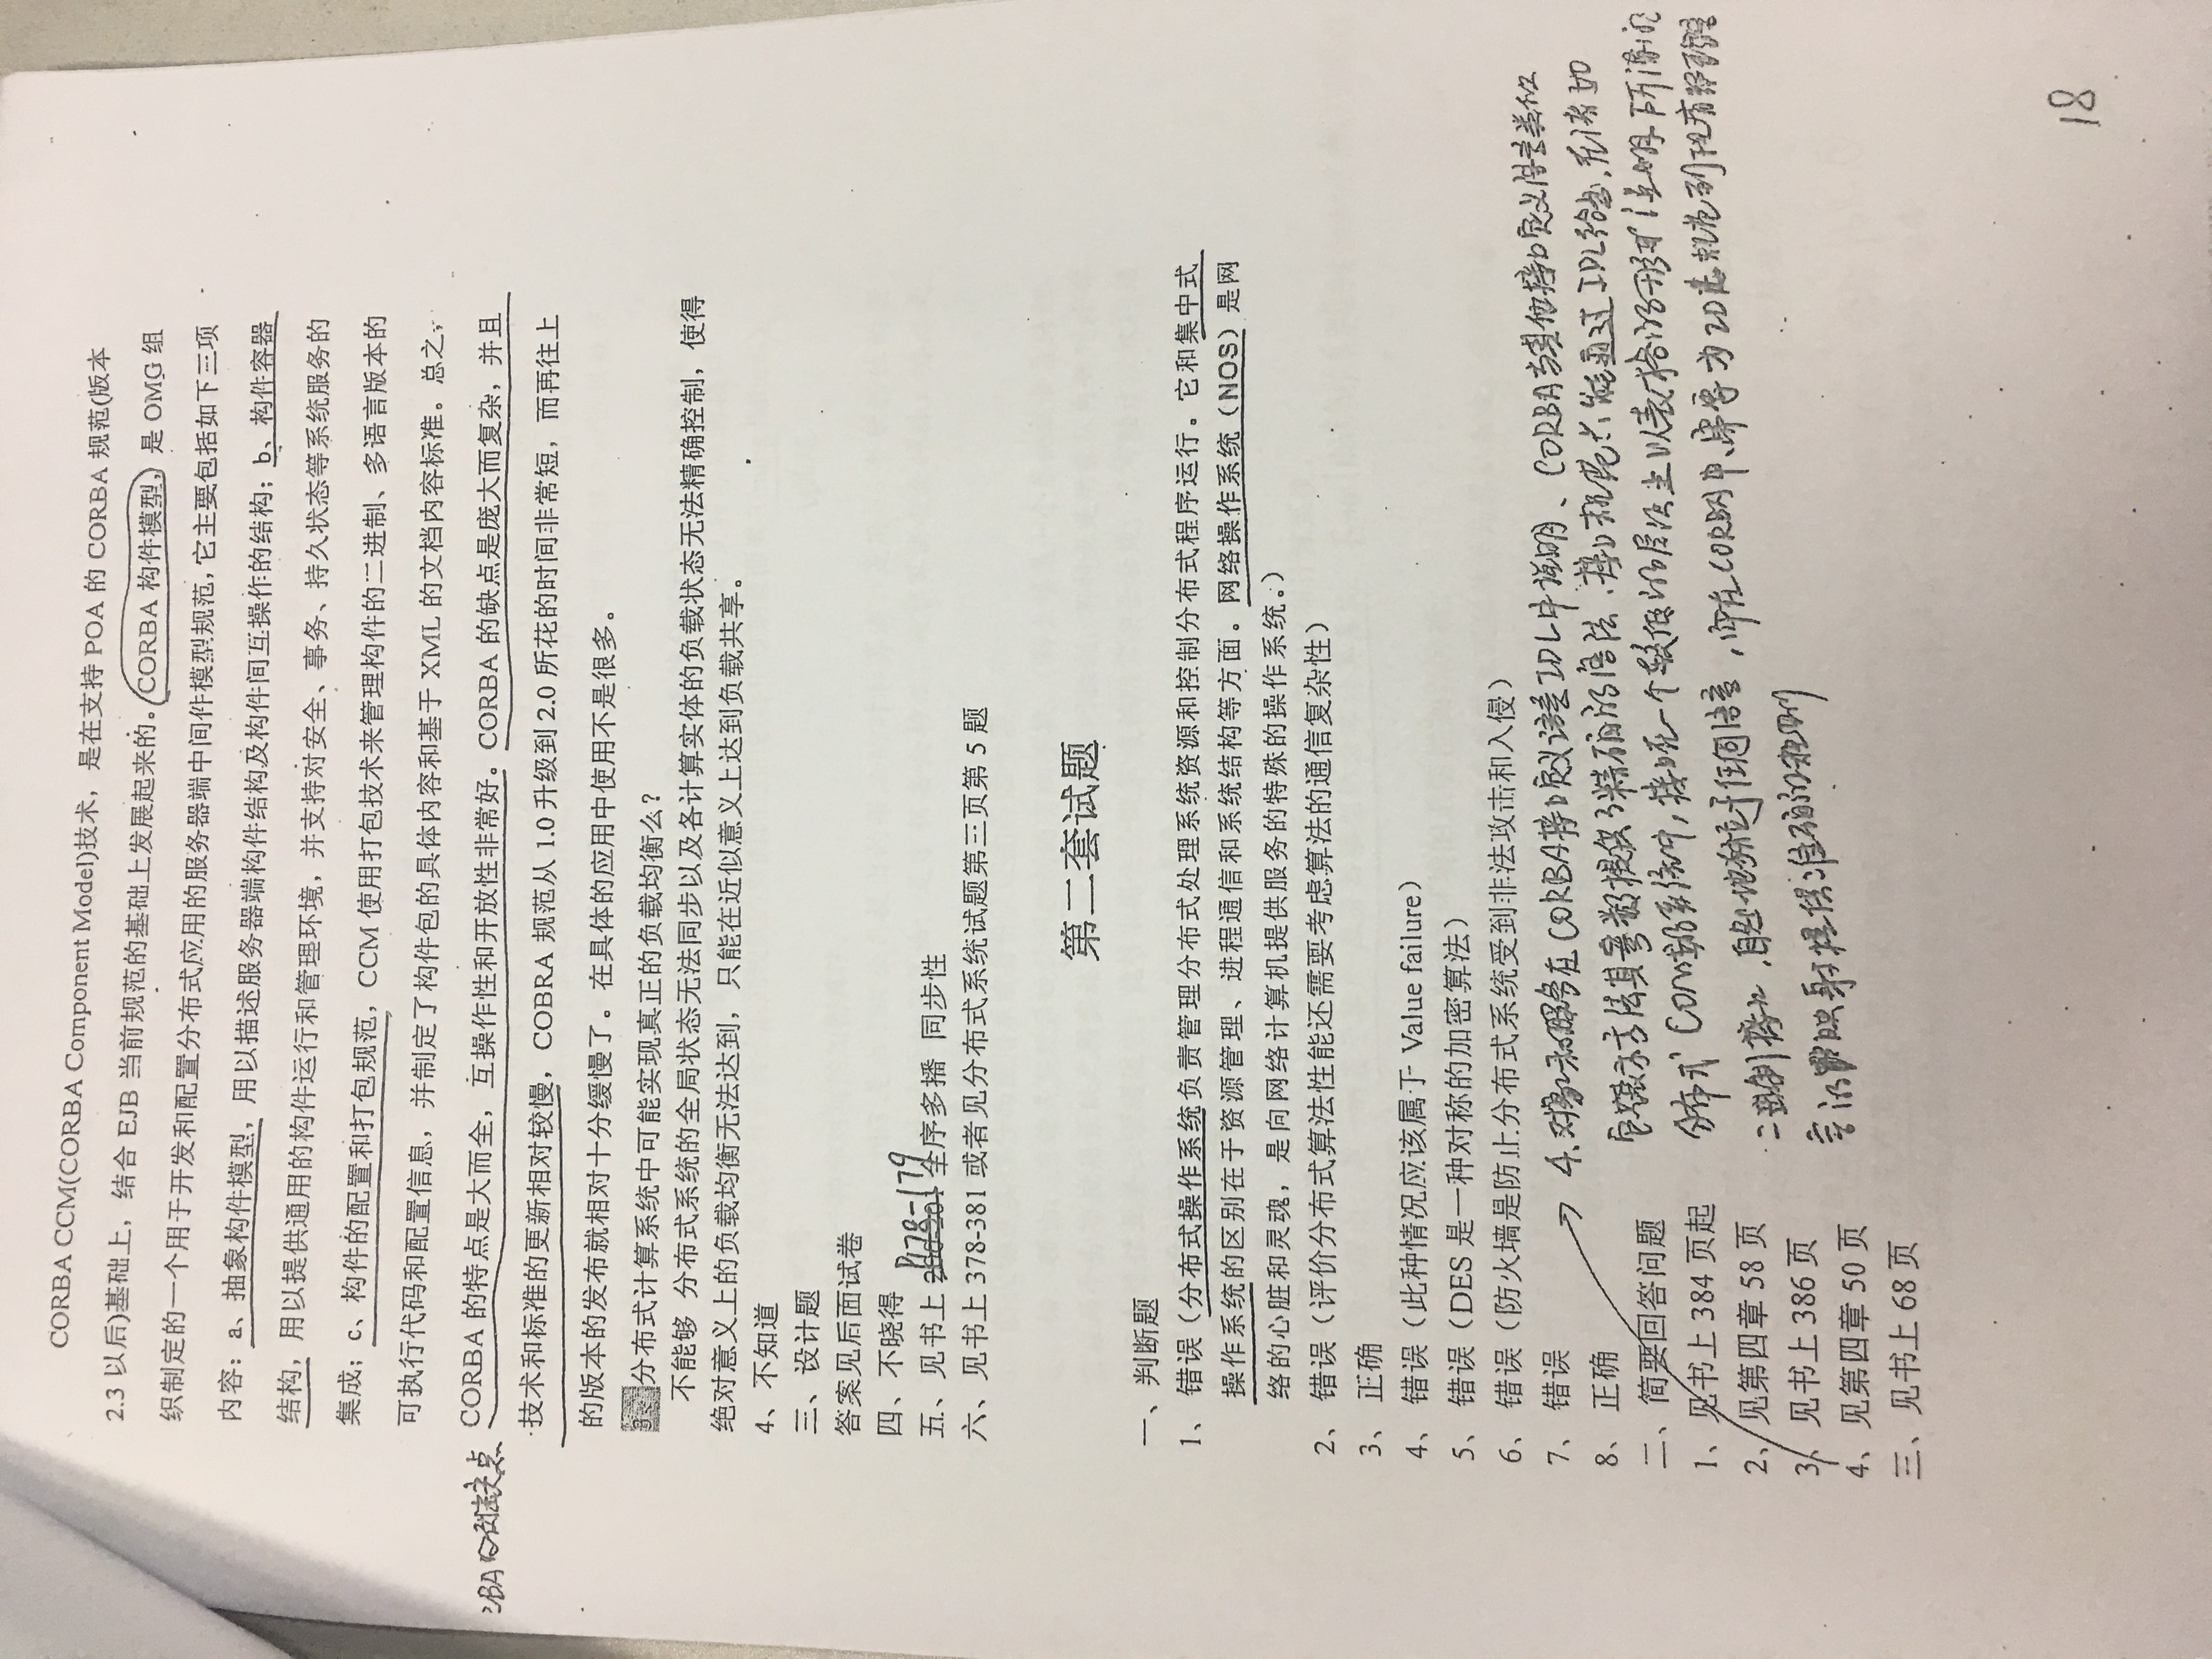 CORBA CCM(CORBA Component Model)技术，是在支持 POA 的 CORBA 规范(版本
2.3 以后)基础上，结合 EJB 当前规范的基础上发展起来的。CORBA 构件模型，是 OMG 组
织制定的一个用于开发和配置分布式应用的服务器端中间件模型规范，它主要包括如下三项
内容：a、抽象构件模型，用以描述服务器端构件结构及构件间互操作的结构；b、构件容器
结构，用以提供通用的构件运行和管理环境，并支持对安全、事务、持久状态等系统服务的
集成；c、构件的配置和打包规范，CCM 使用打包技术来管理构件的二进制、多语言版本的
可执行代码和配置信息，并制定了构件包的具体内容和基于 XML 的文档内容标准。总之，
BA 缺点
CORBA 的特点是大而全，互操作性和开放性非常好。CORBA 的缺点是庞大而复杂，并且
技术和标准的更新相对较慢，COBRA 规范从 1.0 升级到 2.0 所花的时间非常短，而再往上
的版本的发布就相对十分缓慢了。在具体的应用中使用不是很多。
3、分布式计算系统中可能实现真正的负载均衡么？
不能够 分布式系统的全局状态无法同步以及各计算实体的负载状态无法精确控制，使得
绝对意义上的负载均衡无法达到，只能在近似意义上达到负载共享。
4、不知道
三、设计题
答案见后面试卷
四、不晓得
P178-179
五、见书上 200-201 全序多播 同步性
六、见书上 378-381 或者见分布式系统试题第三页第 5 题
第二套试题
一、判断题
1、 错误（分布式操作系统负责管理分布式处理系统资源和控制分布式程序运行。它和集中式
操作系统的区别在于资源管理、进程通信和系统结构等方面。网络操作系统（NOS）是网
络的心脏和灵魂，是向网络计算机提供服务的特殊的操作系统。）
2、 错误（评价分布式算法性能还需要考虑算法的通信复杂性）
3、 正确
4、 错误（此种情况应该属于 Value failure）
5、 错误（DES 是一种对称的加密算法）
6、 错误（防火墙是防止分布式系统受到非法攻击和入侵）
7、 错误
8、 正确
二、简要回答问题
1、见书上 384 页起
2、见第四章 58 页
3、见书上 386 页
4、见第四章 50 页
三、见书上 68 页
4. 对象和服务在CORBA接口定义语言IDL中说明、CORBA与其他接口定义语言类似
表示方法其参数提供了精确的语法，接口规范只能通过IDL给出，在诸如
分布式COM的系统中，接口在一个较低的层次上以表格的形式说明 所谓的
二进制接口，自然地独立于任何语言，而在CORBA中、需要为IDL规范到现有
言的映射提供准确的规则
18